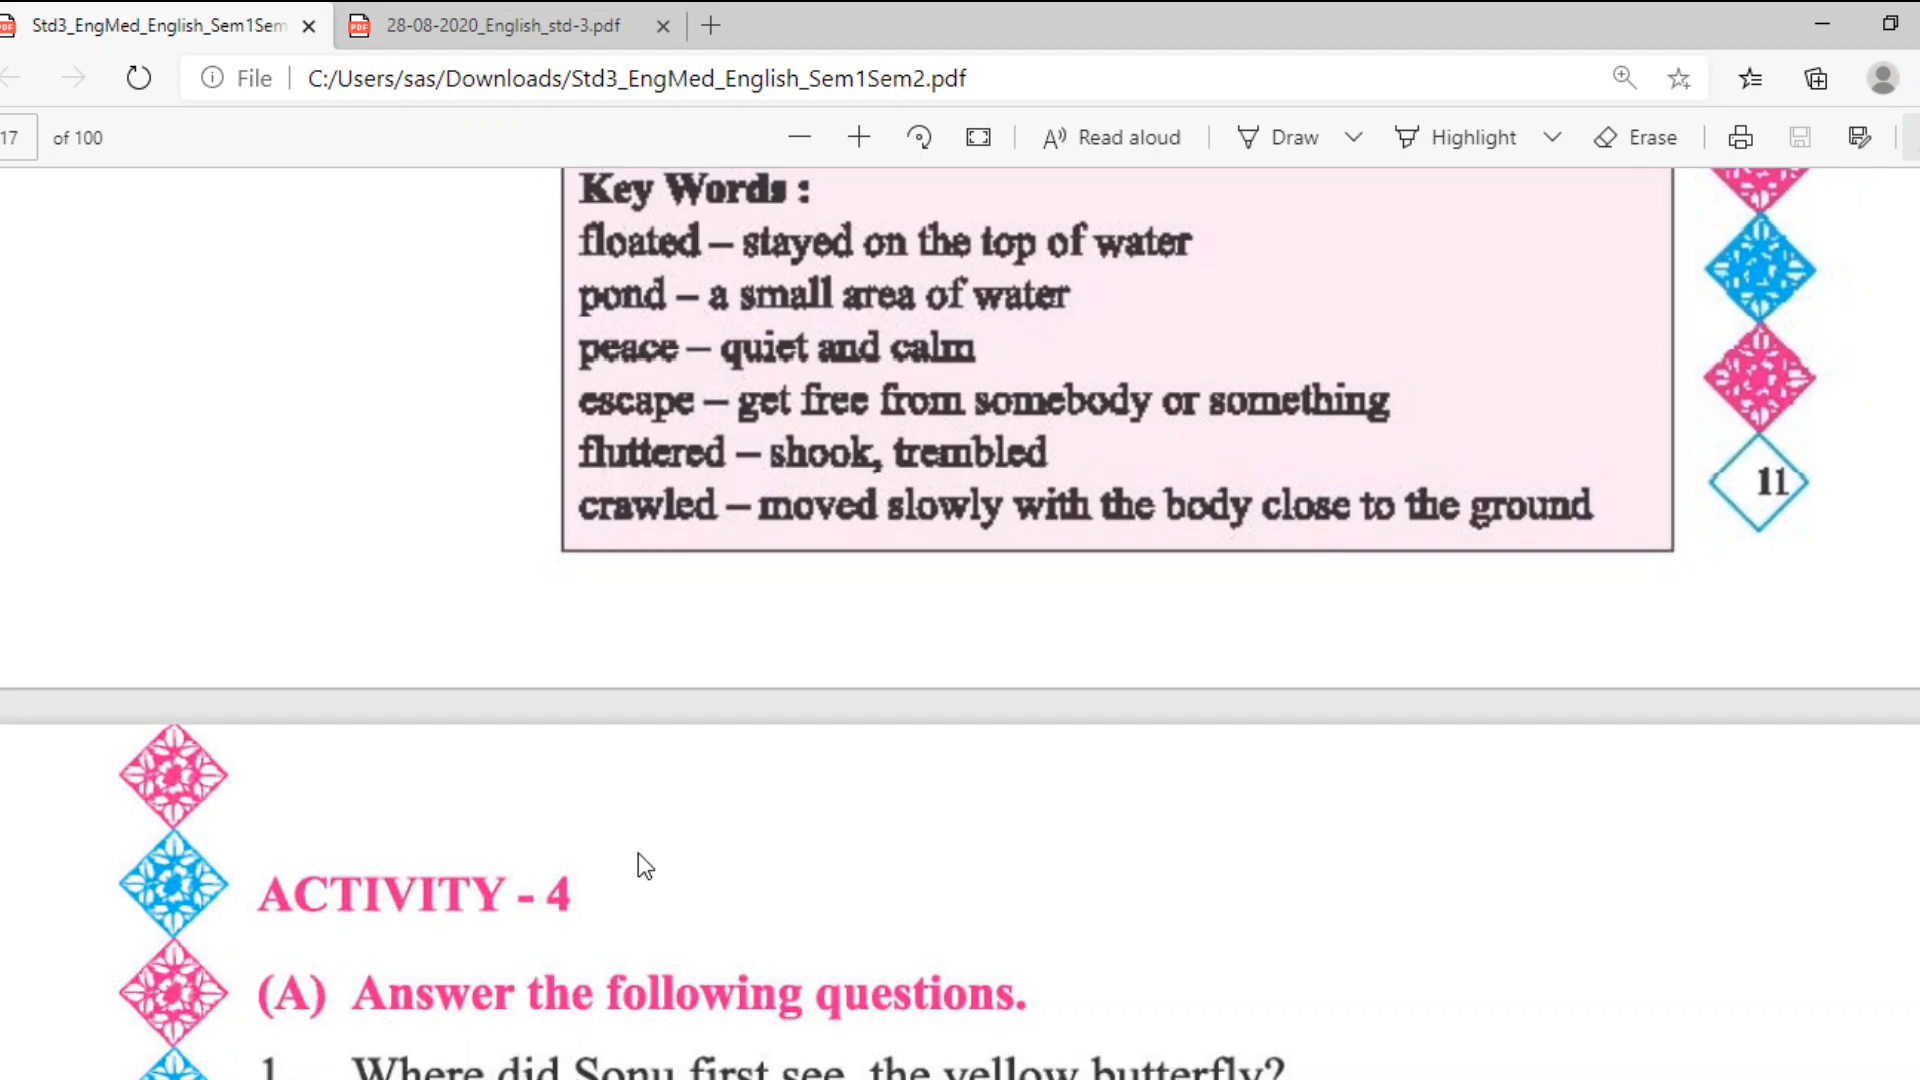 Std3_EngMed_English_Sem1Sem
28-08-2020_English_std-3.pdf
File
C:/Users/sas/Downloads/Std3_EngMed_English_Sem1Sem2.pdf
17 of 100
Read aloud
Draw
Highlight
Erase
Key Words :
floated – stayed on the top of water
pond – a small area of water
peace – quiet and calm
escape – get free from somebody or something
fluttered – shook, trembled
crawled – moved slowly with the body close to the ground
11
ACTIVITY - 4
(A) Answer the following questions.
1. Where did Sonu first see, the yellow butterfly?